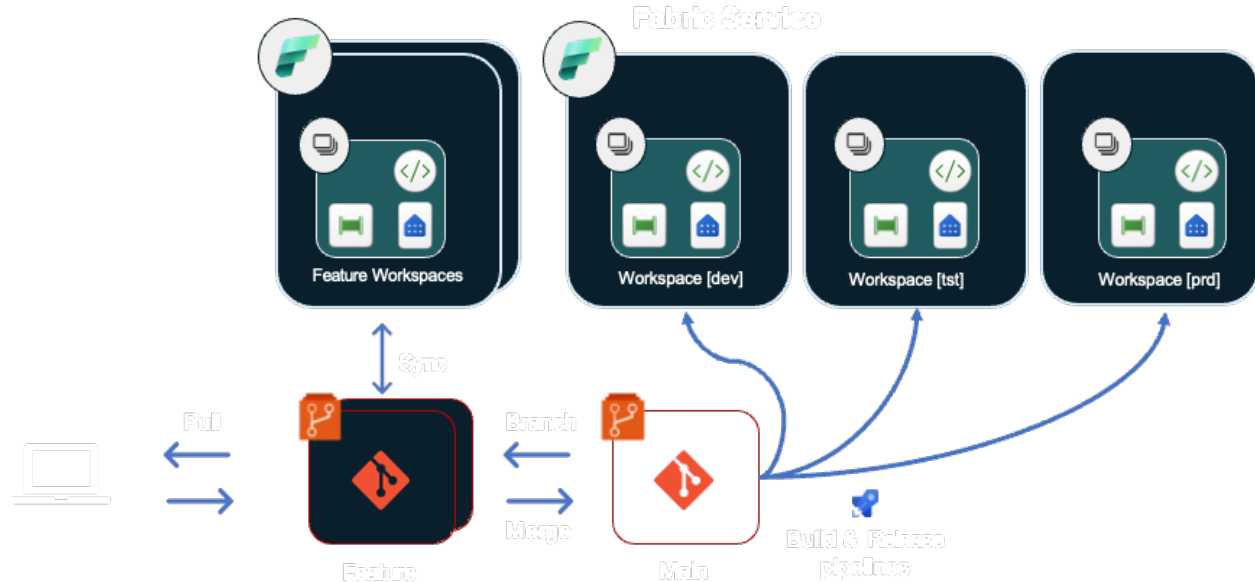 Fabric Service
Feature Workspaces
Workspace [dev]
Workspace [tst]
Workspace [prd]
Sync
Pull
Branch
Merge
Feature
Main
Build & Release
pipelines